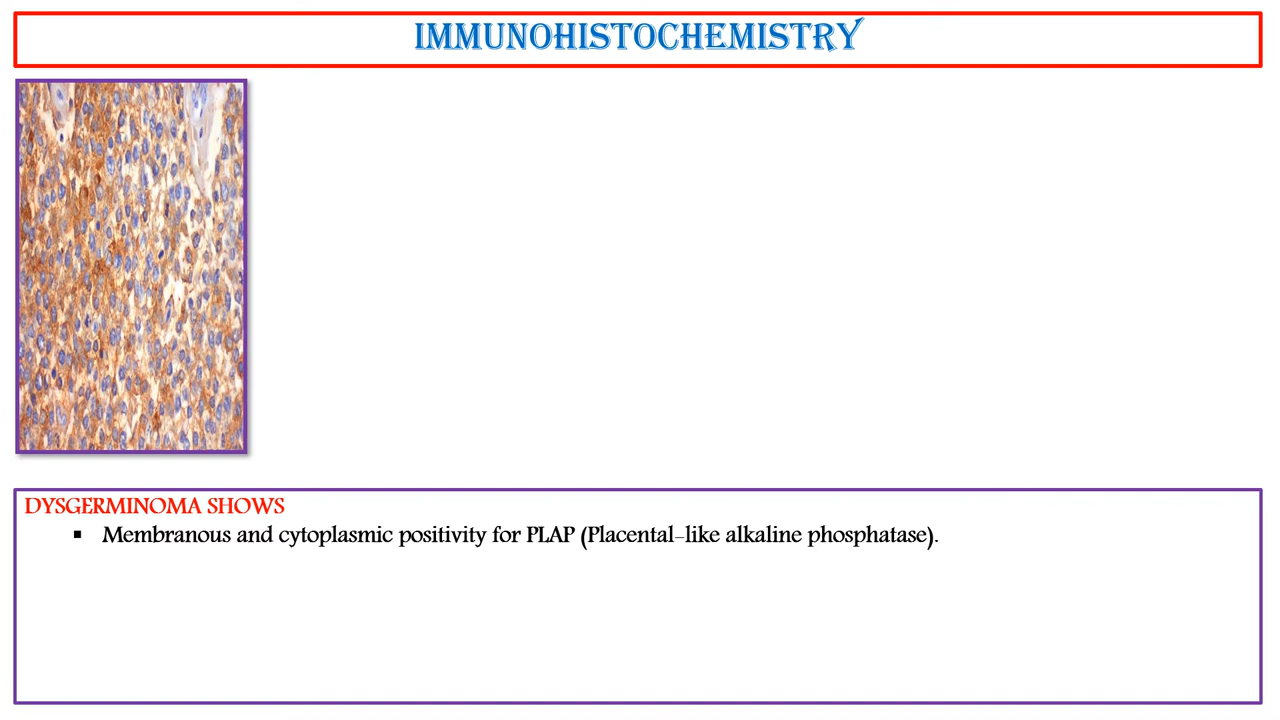 IMMUNOHISTOCHEMISTRY
DYSGERMINOMA SHOWS
▪ Membranous and cytoplasmic positivity for PLAP (Placental-like alkaline phosphatase).